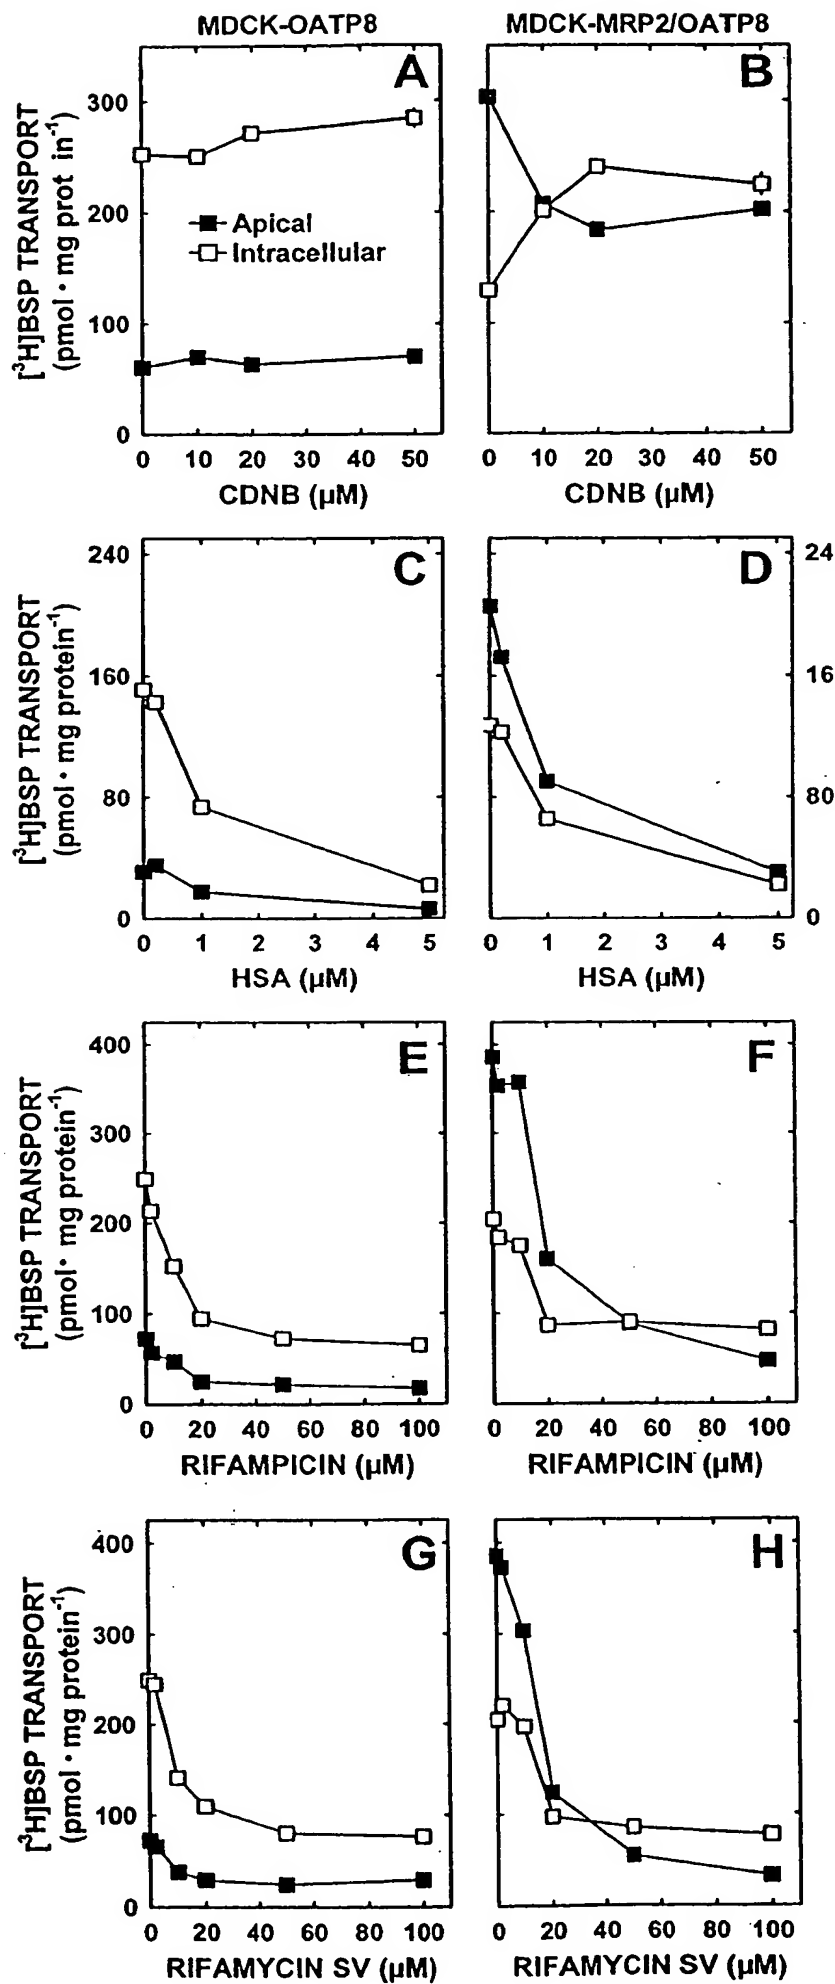 MDCK-OATP8
MDCK-MRP2/OATP8
[³H]BSP TRANSPORT
(pmol · mg prot in⁻¹)
A
300
200
100
0
Apical
Intracellular
0 10 20 30 40 50
CDNB (µM)
B
0 10 20 30 40 50
CDNB (µM)
[³H]BSP TRANSPORT
(pmol · mg protein⁻¹)
C
240
160
80
0
0 1 2 3 4 5
HSA (µM)
D
24
16
80
0
0 1 2 3 4 5
HSA (µM)
[³H]BSP TRANSPORT
(pmol · mg protein⁻¹)
E
400
300
200
100
0
0 20 40 60 80 100
RIFAMPICIN (µM)
F
0 20 40 60 80 100
RIFAMPICIN (µM)
[³H]BSP TRANSPORT
(pmol · mg protein⁻¹)
G
400
300
200
100
0
0 20 40 60 80 100
RIFAMYCIN SV (µM)
H
0 20 40 60 80 100
RIFAMYCIN SV (µM)